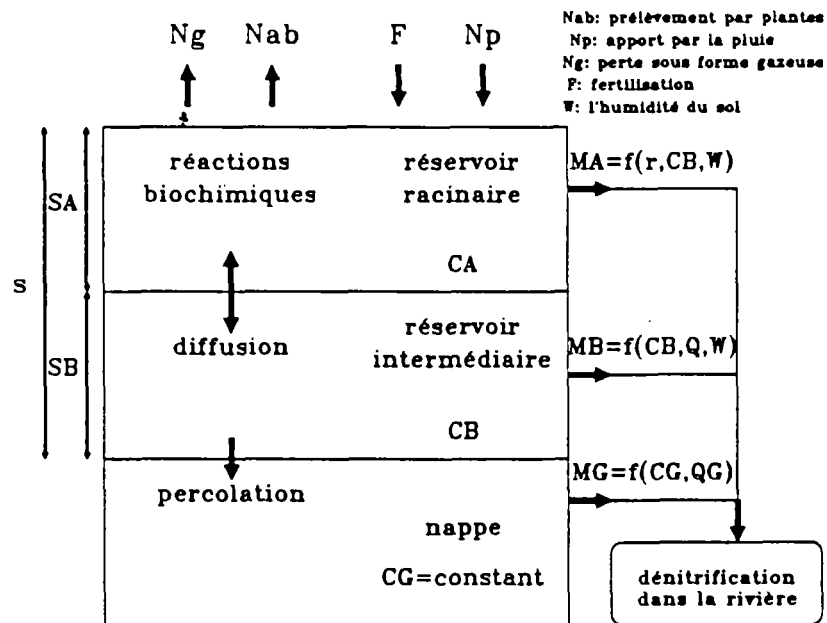 Nab: prélèvement par plantes
Np: apport par la pluie
Ng: perte sous forme gazeuse
F: fertilisation
W: l'humidité du sol
Ng Nab F Np
réactions
biochimiques
réservoir
racinaire
MA=f(r,CB,W)
SA
CA
S
diffusion
réservoir
intermédiaire
MB=f(CB,Q,W)
SB
CB
percolation
MG=f(CG,QG)
nappe
CG=constant
dénitrification
dans la rivière